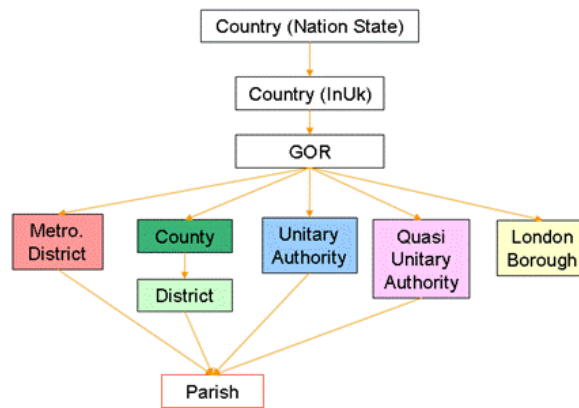 Country (Nation State)
Country (InUk)
GOR
Metro.
District
County
Unitary
Authority
Quasi
Unitary
Authority
London
Borough
District
Parish